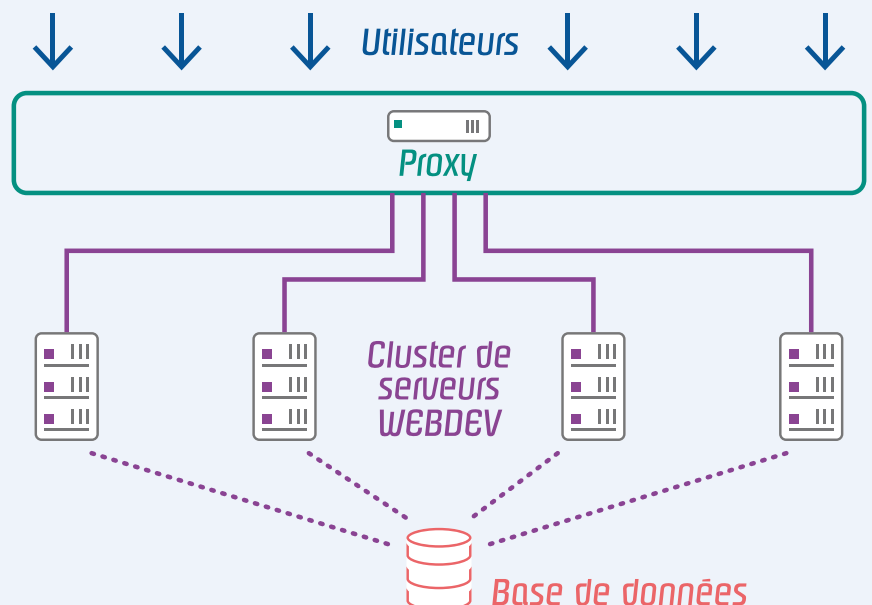 Utilisateurs
Proxy
Cluster de
serveurs
WEBDEV
Base de données